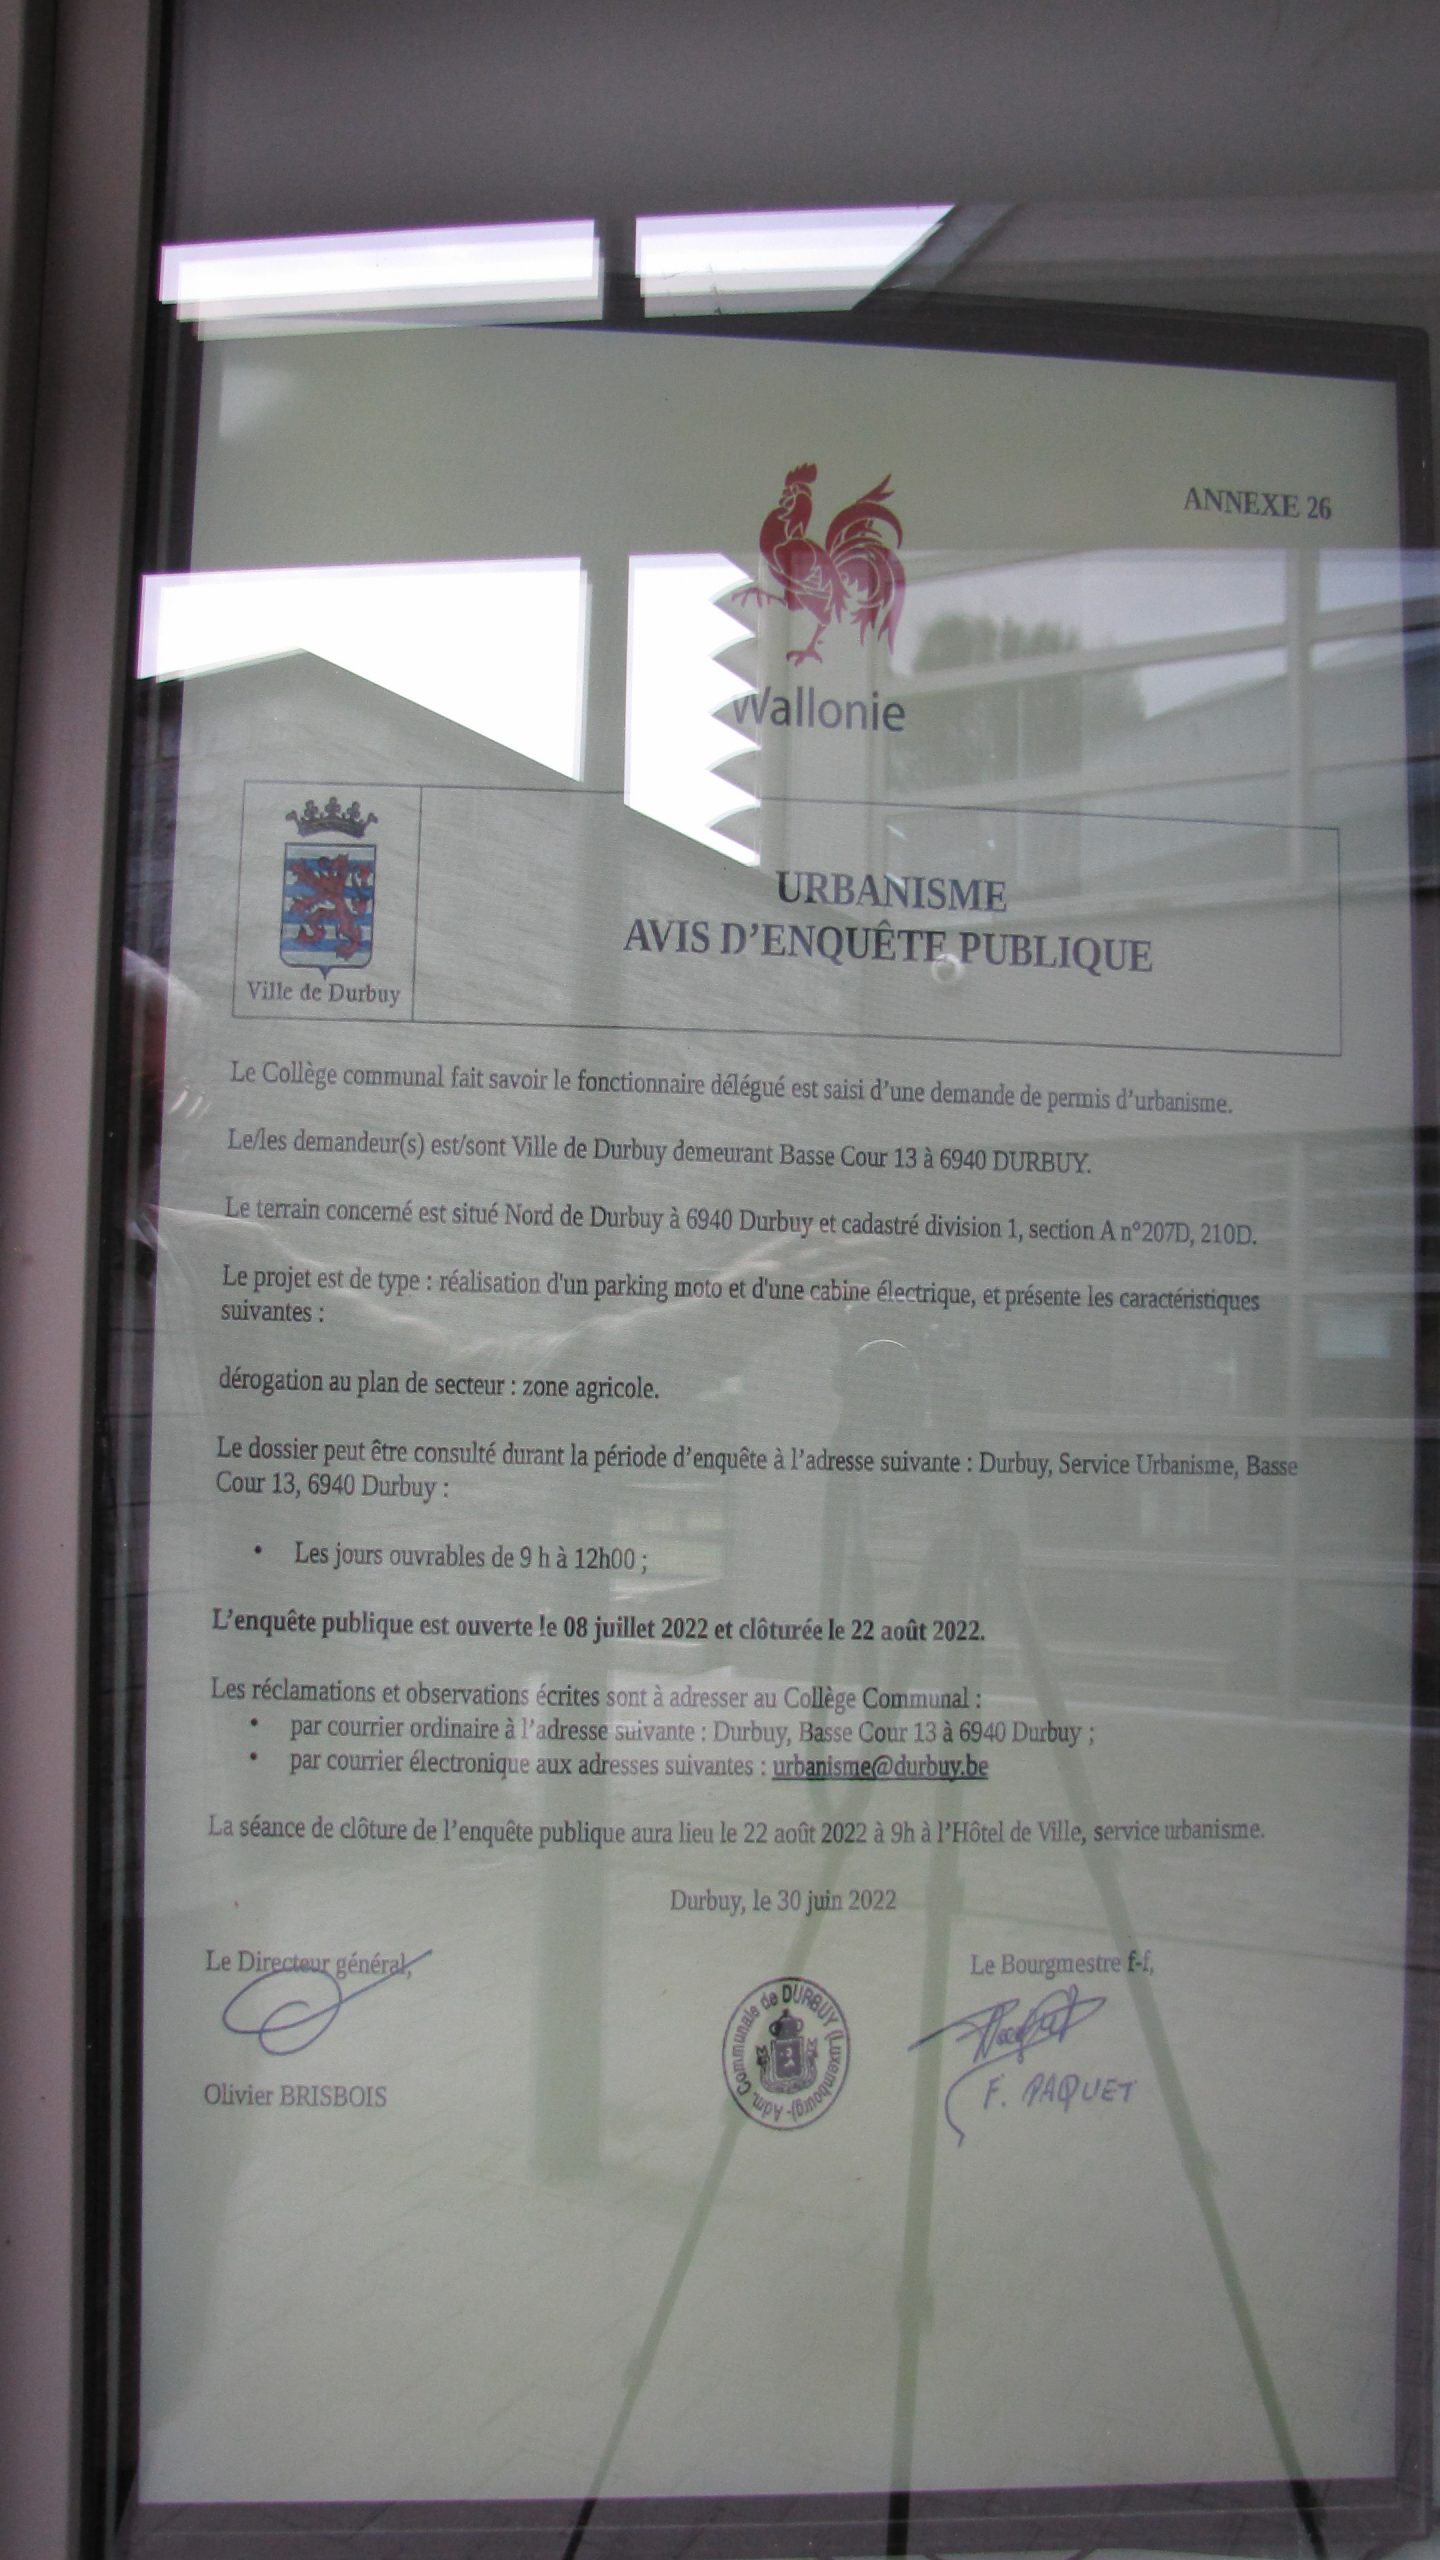 ANNEXE 26
Wallonie
Ville de Durbuy
URBANISME
AVIS D'ENQUÊTE PUBLIQUE
Le Collège communal fait savoir le fonctionnaire délégué est saisi d'une demande de permis d'urbanisme.
Le/les demandeur(s) est/sont Ville de Durbuy demeurant Basse Cour 13 à 6940 DURBUY.
Le terrain concerné est situé Nord de Durbuy à 6940 Durbuy et cadastré division 1, section A n°207D, 210D.
Le projet est de type : réalisation d'un parking moto et d'une cabine électrique, et présente les caractéristiques
suivantes :
dérogation au plan de secteur : zone agricole.
Le dossier peut être consulté durant la période d'enquête à l'adresse suivante : Durbuy, Service Urbanisme, Basse
Cour 13, 6940 Durbuy :
• Les jours ouvrables de 9 h à 12h00 ;
L'enquête publique est ouverte le 08 juillet 2022 et clôturée le 22 août 2022.
Les réclamations et observations écrites sont à adresser au Collège Communal :
• par courrier ordinaire à l'adresse suivante : Durbuy, Basse Cour 13 à 6940 Durbuy ;
• par courrier électronique aux adresses suivantes : urbanisme@durbuy.be
La séance de clôture de l'enquête publique aura lieu le 22 août 2022 à 9h à l'Hôtel de Ville, service urbanisme.
Durbuy, le 30 juin 2022
Le Directeur général,
Le Bourgmestre f-f,
Adm. Communale de DURBUY (Luxembourg)
F. PAQUET
Olivier BRISBOIS